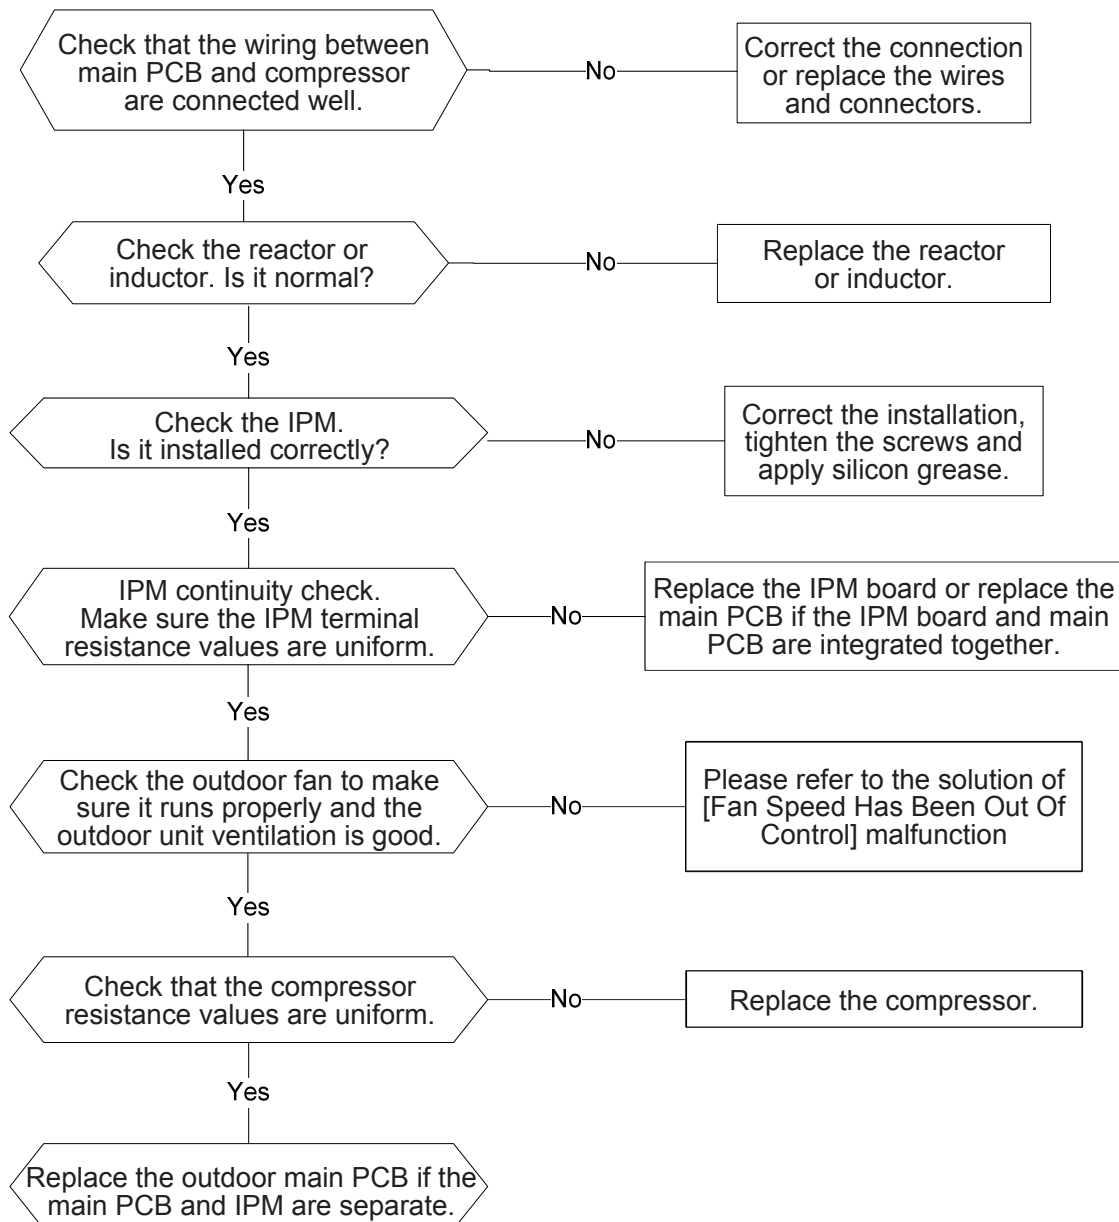 Check that the wiring between
main PCB and compressor
are connected well.
No
Correct the connection
or replace the wires
and connectors.
Yes
Check the reactor or
inductor. Is it normal?
No
Replace the reactor
or inductor.
Yes
Check the IPM.
Is it installed correctly?
No
Correct the installation,
tighten the screws and
apply silicon grease.
Yes
IPM continuity check.
Make sure the IPM terminal
resistance values are uniform.
No
Replace the IPM board or replace the
main PCB if the IPM board and main
PCB are integrated together.
Yes
Check the outdoor fan to make
sure it runs properly and the
outdoor unit ventilation is good.
No
Please refer to the solution of
[Fan Speed Has Been Out Of
Control] malfunction
Yes
Check that the compressor
resistance values are uniform.
No
Replace the compressor.
Yes
Replace the outdoor main PCB if the
main PCB and IPM are separate.